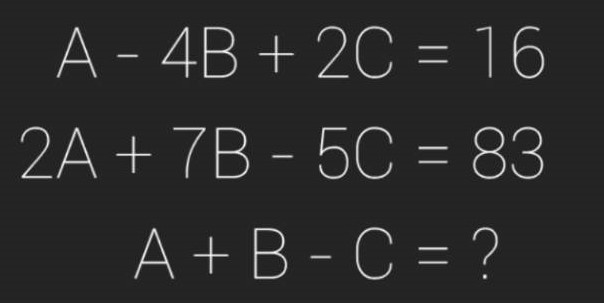 A - 4B + 2C = 16
2A + 7B - 5C = 83
A + B - C = ?